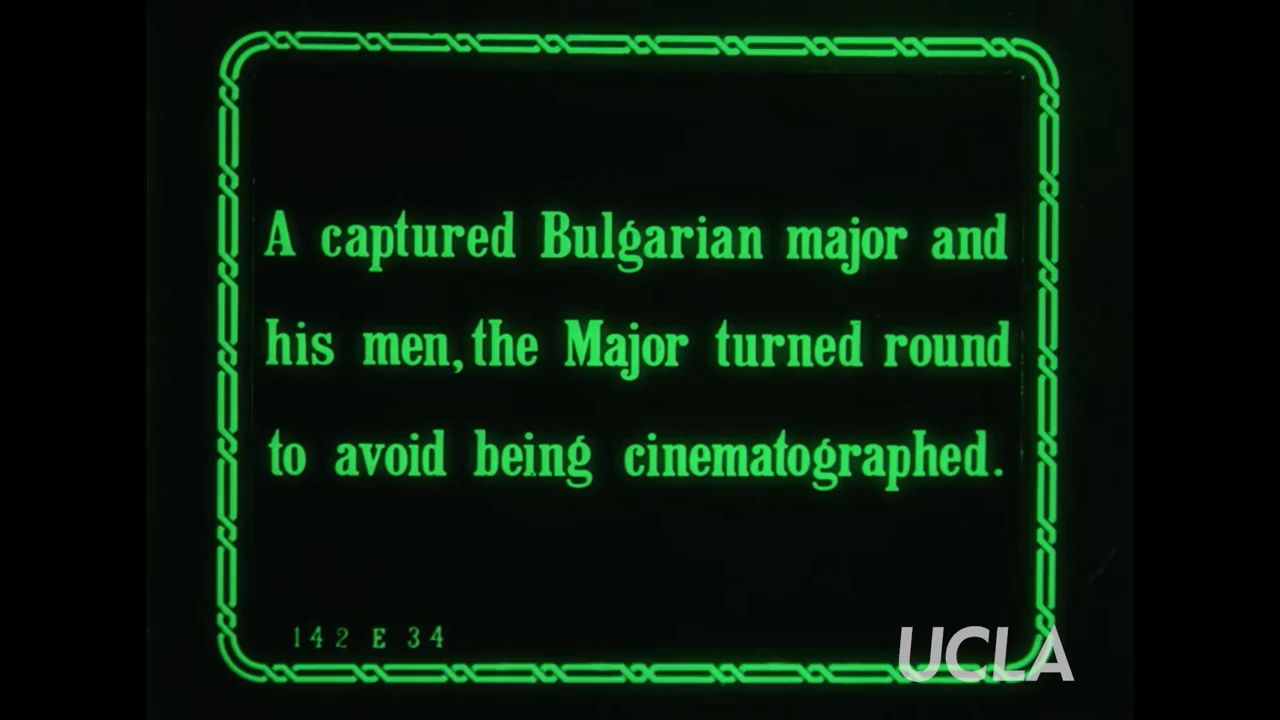 A captured Bulgarian major and
his men, the Major turned round
to avoid being cinematographed.
142 E 34
UCLA